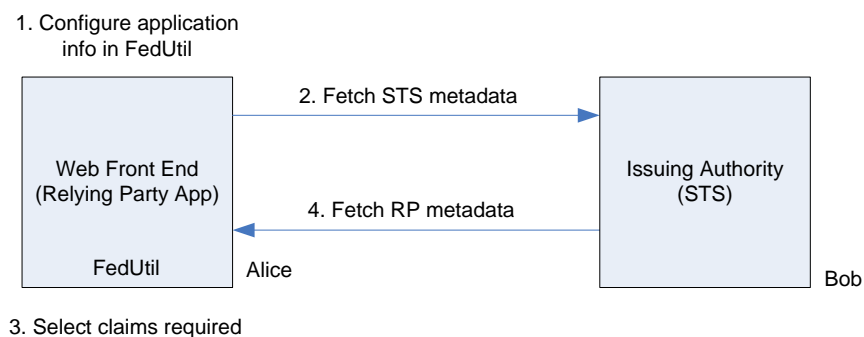 1. Configure application
info in FedUtil
2. Fetch STS metadata
Web Front End
(Relying Party App)
Issuing Authority
(STS)
4. Fetch RP metadata
FedUtil
Alice
Bob
3. Select claims required